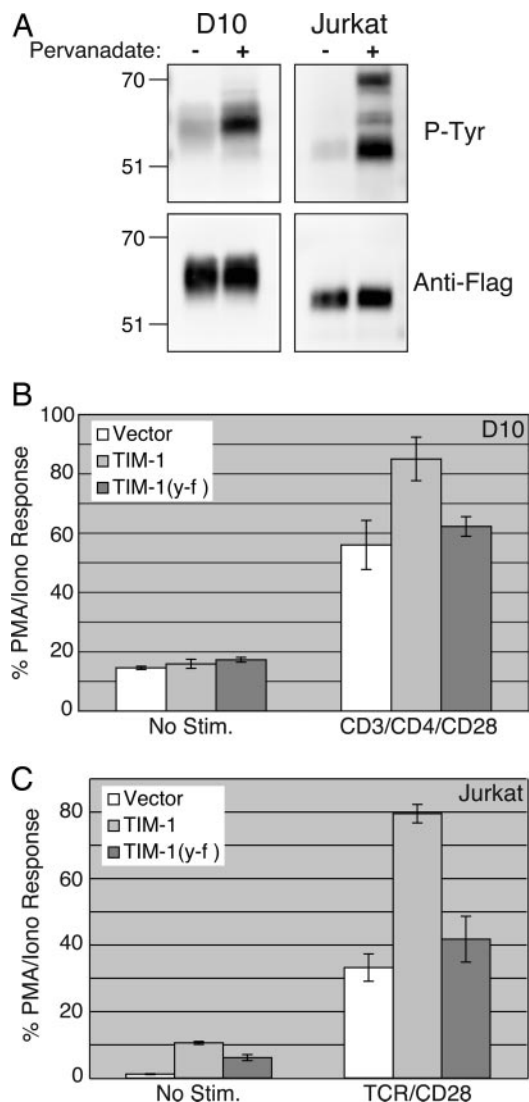 A
D10 Jurkat
Pervanadate: - + - +
70
51
P-Tyr
70
51
Anti-Flag
B
D10
Vector
TIM-1
TIM-1(y-f )
% PMA/Iono Response
100
80
60
40
20
0
No Stim. CD3/CD4/CD28
C
Jurkat
Vector
TIM-1
TIM-1(y-f )
% PMA/Iono Response
80
60
40
20
0
No Stim. TCR/CD28